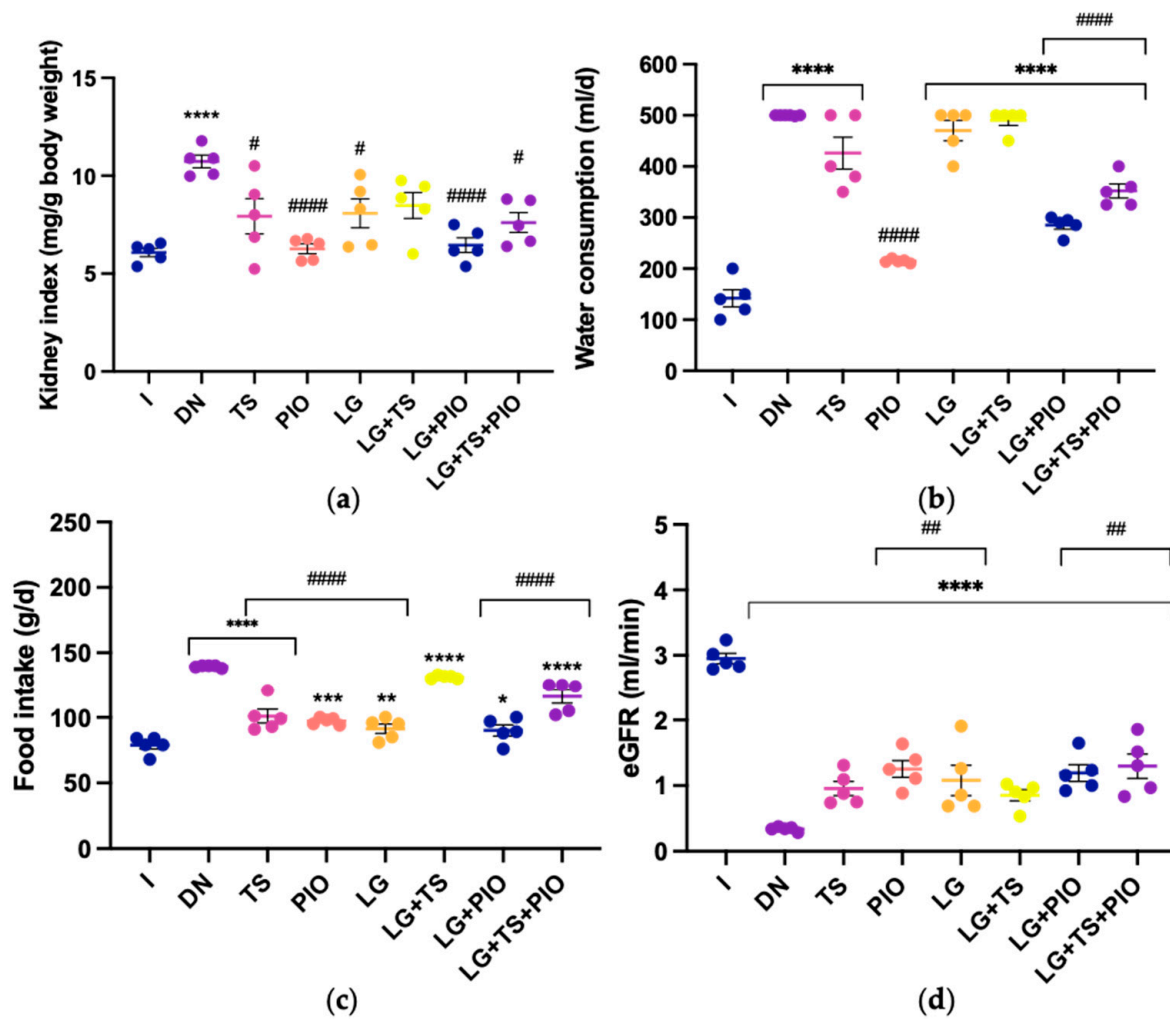 Kidney index (mg/g body weight)
15
10
5
0
****
#
####
#
####
#
I
DN
TS
PIO
LG
LG+TS
LG+PIO
LG+TS+PIO
(a)
Water consumption (ml/d)
600
500
400
300
200
100
0
####
****
****
####
I
DN
TS
PIO
LG
LG+TS
LG+PIO
LG+TS+PIO
(b)
Food intake (g/d)
250
200
150
100
50
0
####
####
****
****
****
***
**
*
I
DN
TS
PIO
LG
LG+TS
LG+PIO
LG+TS+PIO
(c)
eGFR (ml/min)
5
4
3
2
1
0
##
##
****
I
DN
TS
PIO
LG
LG+TS
LG+PIO
LG+TS+PIO
(d)